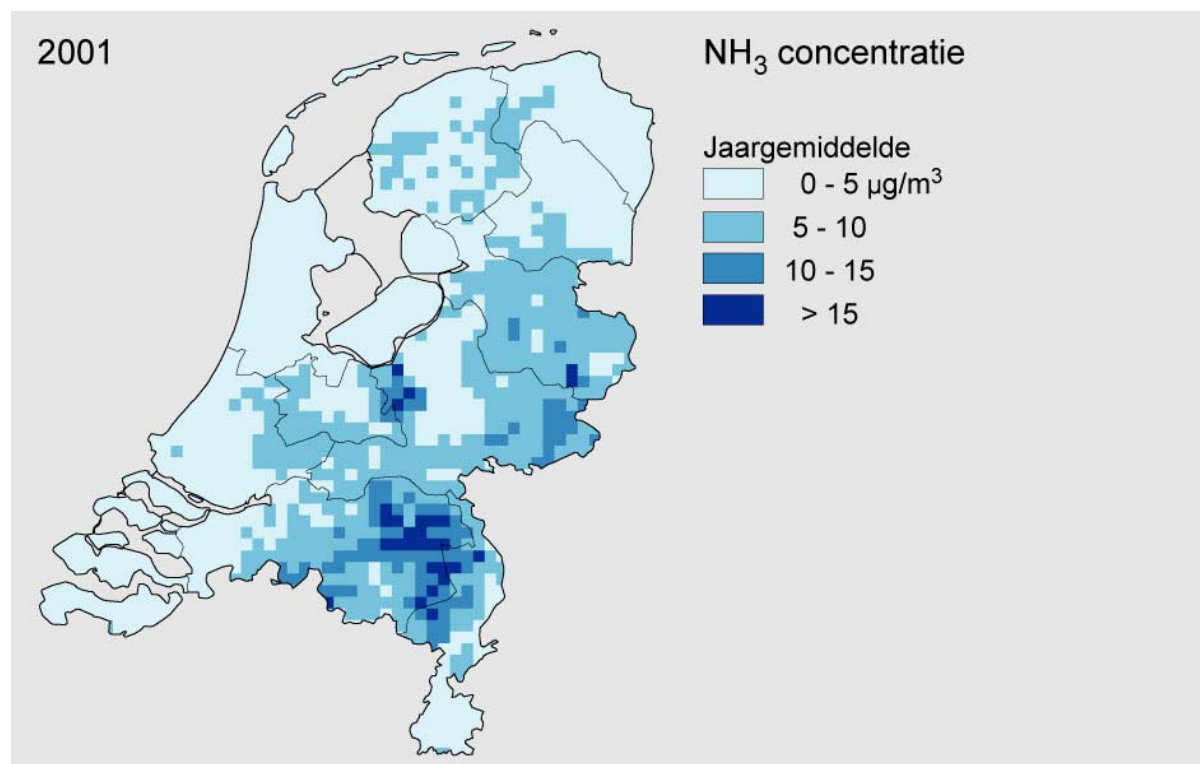 2001
NH₃ concentratie
Jaargemiddelde
0 - 5 µg/m³
5 - 10
10 - 15
> 15